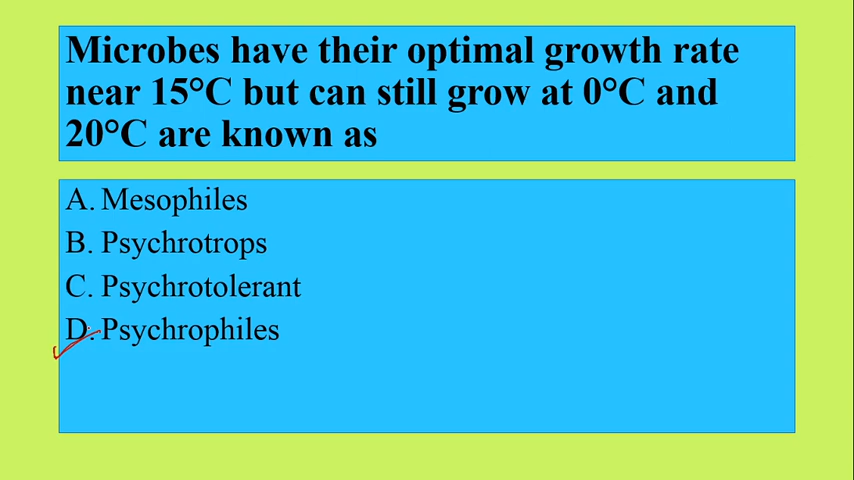 Microbes have their optimal growth rate
near 15°C but can still grow at 0°C and
20°C are known as
A. Mesophiles
B. Psychrotrops
C. Psychrotolerant
D. Psychrophiles